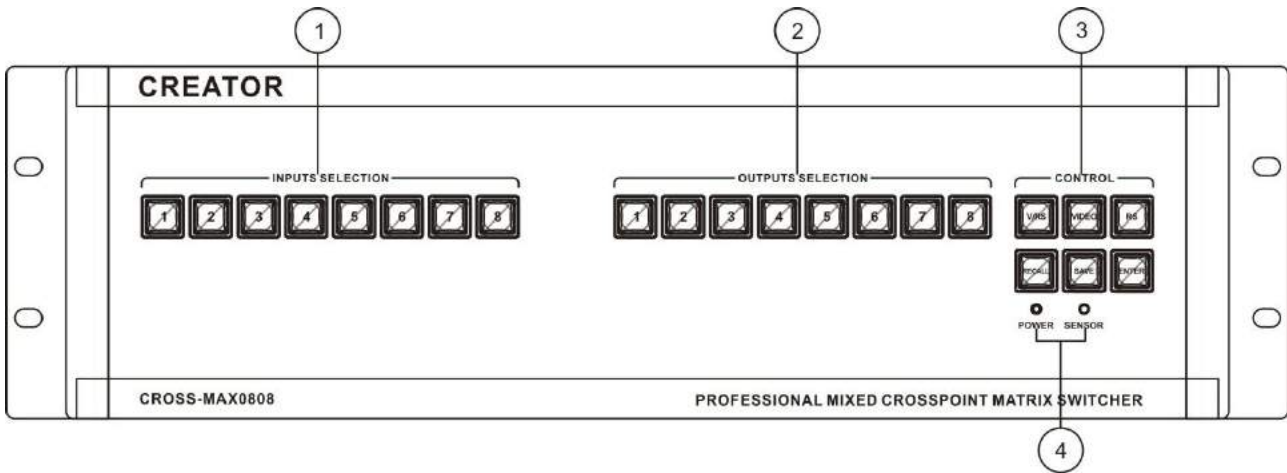 1 2 3
CREATOR
INPUTS SELECTION OUTPUTS SELECTION CONTROL
1 2 3 4 5 6 7 8 1 2 3 4 5 6 7 8 V/RS VIDEO RS
RECALL SAVE ENTER
POWER SENSOR
CROSS-MAX0808 PROFESSIONAL MIXED CROSSPOINT MATRIX SWITCHER
4